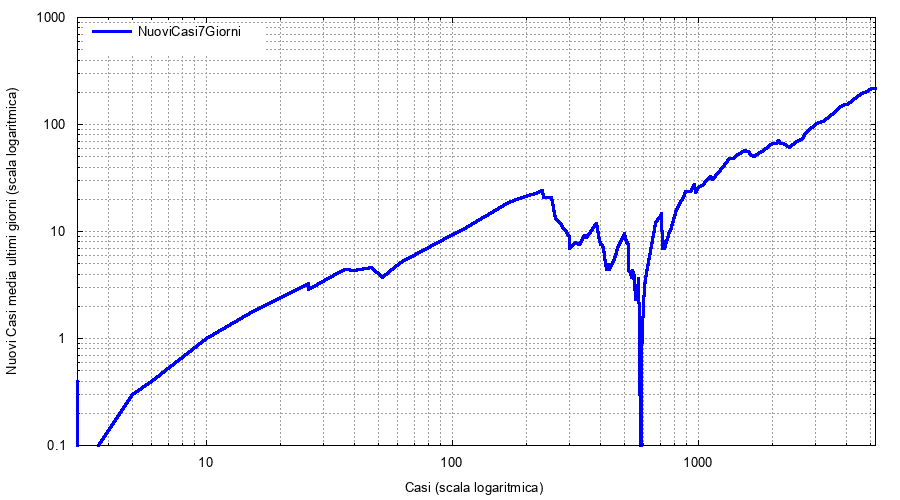 1000
NuoviCasi7Giorni
100
10
1
0.1
Nuovi Casi media ultimi giorni (scala logaritmica)
10
100
1000
Casi (scala logaritmica)